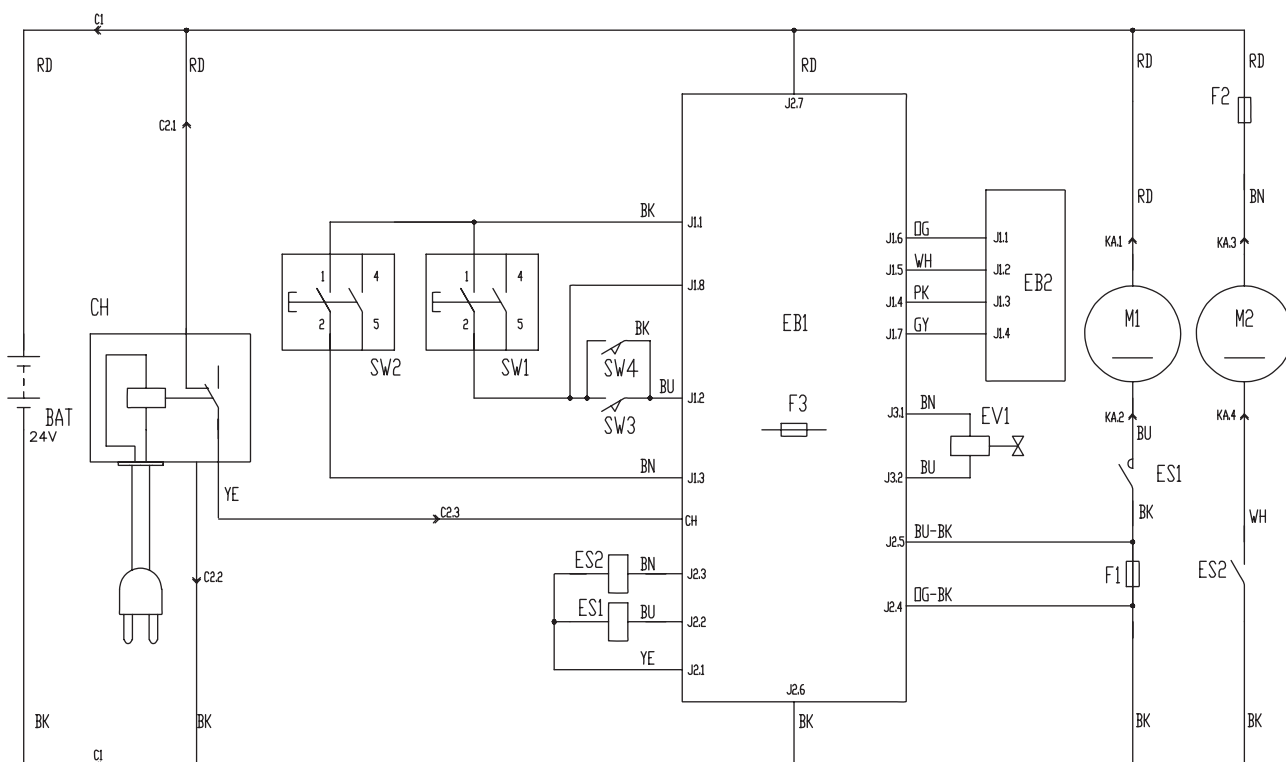 C1
RD
RD
RD
RD
RD
J2.7
F2
C2.1
BK
J1.1
RD
BN
J1.6
OG
J1.1
KA.1
KA.3
1
4
1
4
J1.5
WH
J1.2
J1.8
EB2
J1.4
PK
J1.3
CH
2
5
2
5
BK
EB1
J1.7
GY
J1.4
M1
M2
SW2
SW1
SW4
BU
J1.2
F3
BN
EV1
BAT
24V
SW3
J3.1
KA.2
KA.4
BU
BN
J1.3
BU
J3.2
ES1
YE
C2.3
CH
BK
WH
J2.5
BU-BK
ES2
BN
J2.3
F1
ES2
C2.2
ES1
BU
J2.2
J2.4
OG-BK
YE
J2.1
J2.6
BK
BK
BK
BK
BK
C1